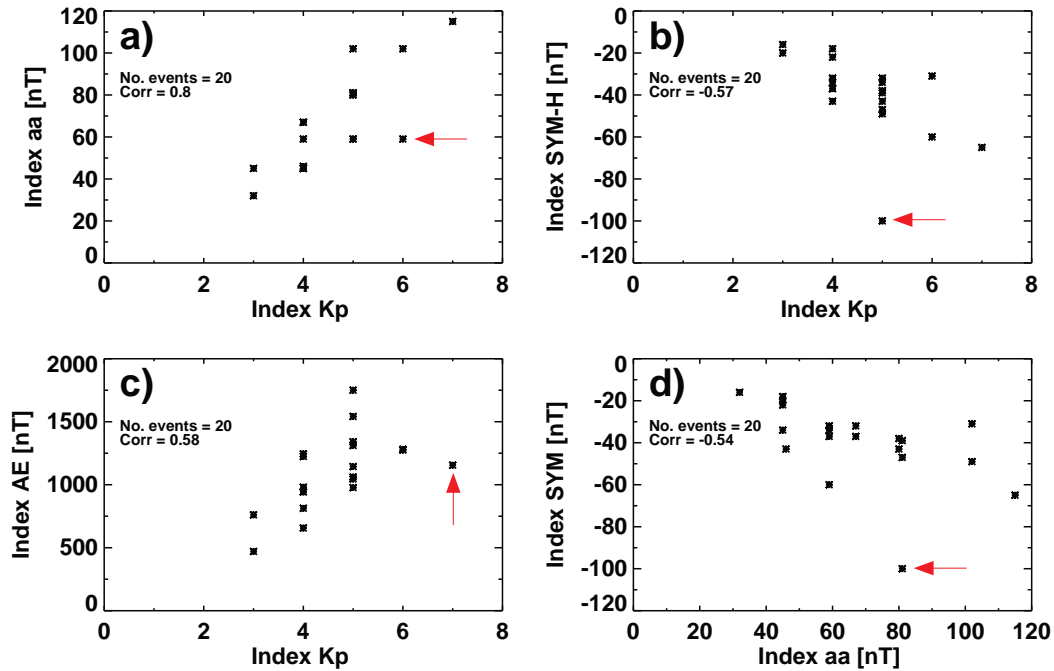 a)
No. events = 20
Corr = 0.8
Index aa [nT]
120
100
80
60
40
20
0
0 2 4 6 8
Index Kp
b)
No. events = 20
Corr = -0.57
Index SYM-H [nT]
0
-20
-40
-60
-80
-100
-120
0 2 4 6 8
Index Kp
c)
No. events = 20
Corr = 0.58
Index AE [nT]
2000
1500
1000
500
0
0 2 4 6 8
Index Kp
d)
No. events = 20
Corr = -0.54
Index SYM [nT]
0
-20
-40
-60
-80
-100
-120
0 20 40 60 80 100 120
Index aa [nT]